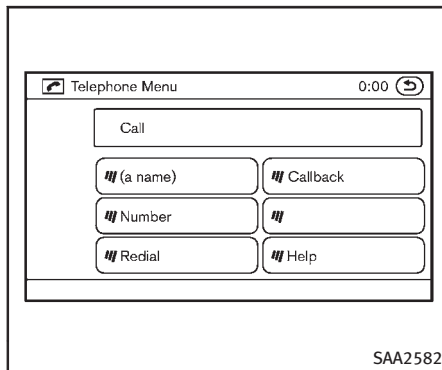 Telephone Menu 0:00
Call
(a name) Callback
Number
Redial Help
SAA2582